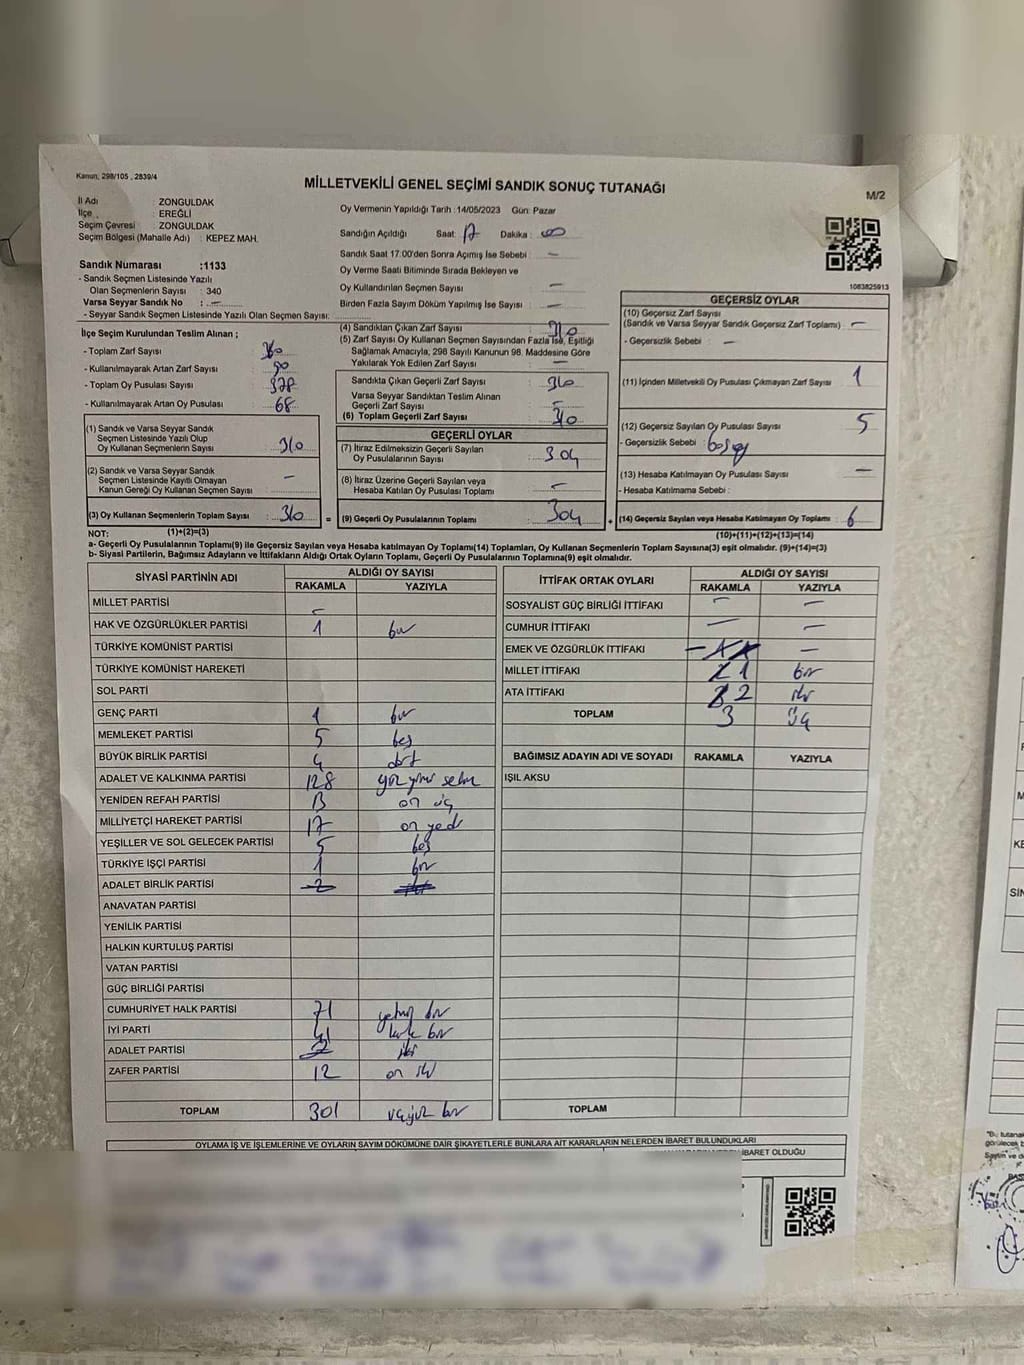 Kanun, 298/105 , 2839/4
MİLLETVEKİLİ GENEL SEÇİMİ SANDIK SONUÇ TUTANAĞI
M/2
İl Adı ZONGULDAK
İlçe : EREĞLİ
Seçim Çevresi : ZONGULDAK
Seçim Bölgesi (Mahalle Adı) : KEPEZ MAH.
Oy Vermenin Yapıldığı Tarih :14/05/2023 Gün: Pazar
Sandığın Açıldığı Saat: 17 Dakika : 00
Sandık Saat 17:00'den Sonra Açımış İse Sebebi –
Oy Verme Saati Bitiminde Sırada Bekleyen ve
Oy Kullandırılan Seçmen Sayısı –
Birden Fazla Sayım Döküm Yapılmış İse Sayısı –
1083825913
Sandık Numarası :1133
- Sandık Seçmen Listesinde Yazılı
Olan Seçmenlerin Sayısı : 340
Varsa Seyyar Sandık No : –
- Seyyar Sandık Seçmen Listesinde Yazılı Olan Seçmen Sayısı:
İlçe Seçim Kurulundan Teslim Alınan ;
- Toplam Zarf Sayısı
- Kullanılmayarak Artan Zarf Sayısı
- Toplam Oy Pusulası Sayısı : 378
- Kullanılmayarak Artan Oy Pusulası : 68
(1) Sandık ve Varsa Seyyar Sandık
Seçmen Listesinde Yazılı Olup
Oy Kullanan Seçmenlerin Sayısı : 310
(2) Sandık ve Varsa Seyyar Sandık
Seçmen Listesinde Kayıtlı Olmayan
Kanun Gereği Oy Kullanan Seçmen Sayısı : –
(3) Oy Kullanan Seçmenlerin Toplam Sayısı : 310
(4) Sandıktan Çıkan Zarf Sayısı 310
(5) Zarf Sayısı Oy Kullanan Seçmen Sayısından Fazla İse, Eşitliği
Sağlamak Amacıyla; 298 Sayılı Kanunun 98. Maddesine Göre
Yakılarak Yok Edilen Zarf Sayısı –
Sandıkta Çıkan Geçerli Zarf Sayısı 310
Varsa Seyyar Sandıktan Teslim Alınan
Geçerli Zarf Sayısı –
(6) Toplam Geçerli Zarf Sayısı 310
GEÇERLİ OYLAR
(7) İtiraz Edilmeksizin Geçerli Sayılan
Oy Pusulalarının Sayısı 304
(8) İtiraz Üzerine Geçerli Sayılan veya
Hesaba Katılan Oy Pusulası Toplamı –
= (9) Geçerli Oy Pusulalarının Toplamı : 304
GEÇERSİZ OYLAR
(10) Geçersiz Zarf Sayısı
(Sandık ve Varsa Seyyar Sandık Geçersiz Zarf Toplamı) –
- Geçersizlik Sebebi : –
(11) İçinden Milletvekili Oy Pusulası Çıkmayan Zarf Sayısı 1
(12) Geçersiz Sayılan Oy Pusulası Sayısı 5
- Geçersizlik Sebebi : boş oy
(13) Hesaba Katılmayan Oy Pusulası Sayısı –
- Hesaba Katılmama Sebebi :
+ (14) Geçersiz Sayılan veya Hesaba Katılmayan Oy Toplamı : 6
NOT: (1)+(2)=(3) (10)+(11)+(12)+(13)=(14)
a- Geçerli Oy Pusulalarının Toplamı(9) ile Geçersiz Sayılan veya Hesaba katılmayan Oy Toplamı(14) Toplamları, Oy Kullanan Seçmenlerin Toplam Sayısına(3) eşit olmalıdır. (9)+(14)=(3)
b- Siyasi Partilerin, Bağımsız Adayların ve İttifakların Aldığı Ortak Oyların Toplamı, Geçerli Oy Pusulalarının Toplamına(9) eşit olmalıdır.
SİYASİ PARTİNİN ADI ALDIĞI OY SAYISI
RAKAMLA YAZIYLA
MİLLET PARTİSİ –
HAK VE ÖZGÜRLÜKLER PARTİSİ 1 bir
TÜRKİYE KOMÜNİST PARTİSİ
TÜRKİYE KOMÜNİST HAREKETİ
SOL PARTİ
GENÇ PARTİ 1 bir
MEMLEKET PARTİSİ 5 beş
BÜYÜK BİRLİK PARTİSİ 4 dört
ADALET VE KALKINMA PARTİSİ 128 yüz yirmi sekiz
YENİDEN REFAH PARTİSİ 13 on üç
MİLLİYETÇİ HAREKET PARTİSİ 17 on yedi
YEŞİLLER VE SOL GELECEK PARTİSİ 5 beş
TÜRKİYE İŞÇİ PARTİSİ 1 bir
ADALET BİRLİK PARTİSİ 2
ANAVATAN PARTİSİ
YENİLİK PARTİSİ
HALKIN KURTULUŞ PARTİSİ
VATAN PARTİSİ
GÜÇ BİRLİĞİ PARTİSİ
CUMHURİYET HALK PARTİSİ 71 yetmiş bir
İYİ PARTİ 41 kırk bir
ADALET PARTİSİ 2 iki
ZAFER PARTİSİ 12 on iki
TOPLAM 301 üçyüz bir
İTTİFAK ORTAK OYLARI ALDIĞI OY SAYISI
RAKAMLA YAZIYLA
SOSYALİST GÜÇ BİRLİĞİ İTTİFAKI – –
CUMHUR İTTİFAKI – –
EMEK VE ÖZGÜRLÜK İTTİFAKI – –
MİLLET İTTİFAKI 1 bir
ATA İTTİFAKI 2 iki
TOPLAM 3 üç
BAĞIMSIZ ADAYIN ADI VE SOYADI RAKAMLA YAZIYLA
IŞIL AKSU
TOPLAM
OYLAMA İŞ VE İŞLEMLERİNE VE OYLARIN SAYIM DÖKÜMÜNE DAİR ŞİKAYETLERLE BUNLARA AİT KARARLARIN NELERDEN İBARET BULUNDUKLARI
İBARET OLDUĞU